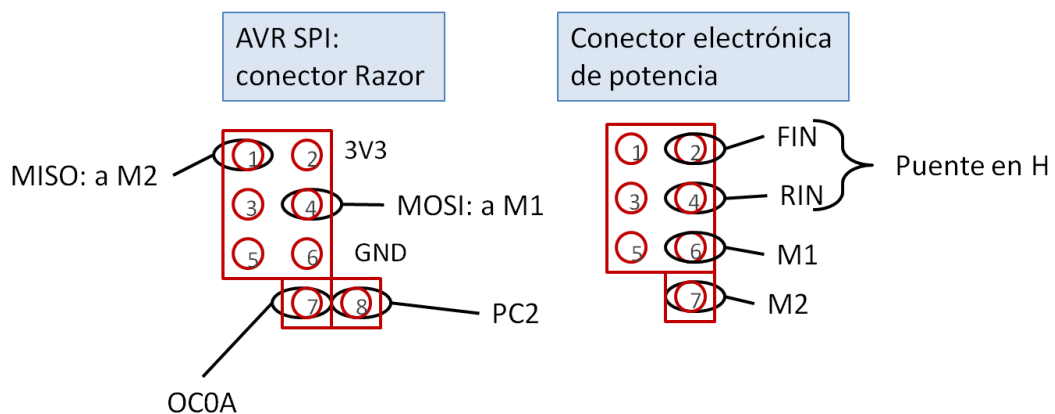 AVR SPI:
conector Razor
Conector electrónica
de potencia
MISO: a M2
1
2
3V3
3
4
MOSI: a M1
5
6
GND
7
8
PC2
OC0A
1
2
FIN
3
4
RIN
Puente en H
5
6
M1
7
M2